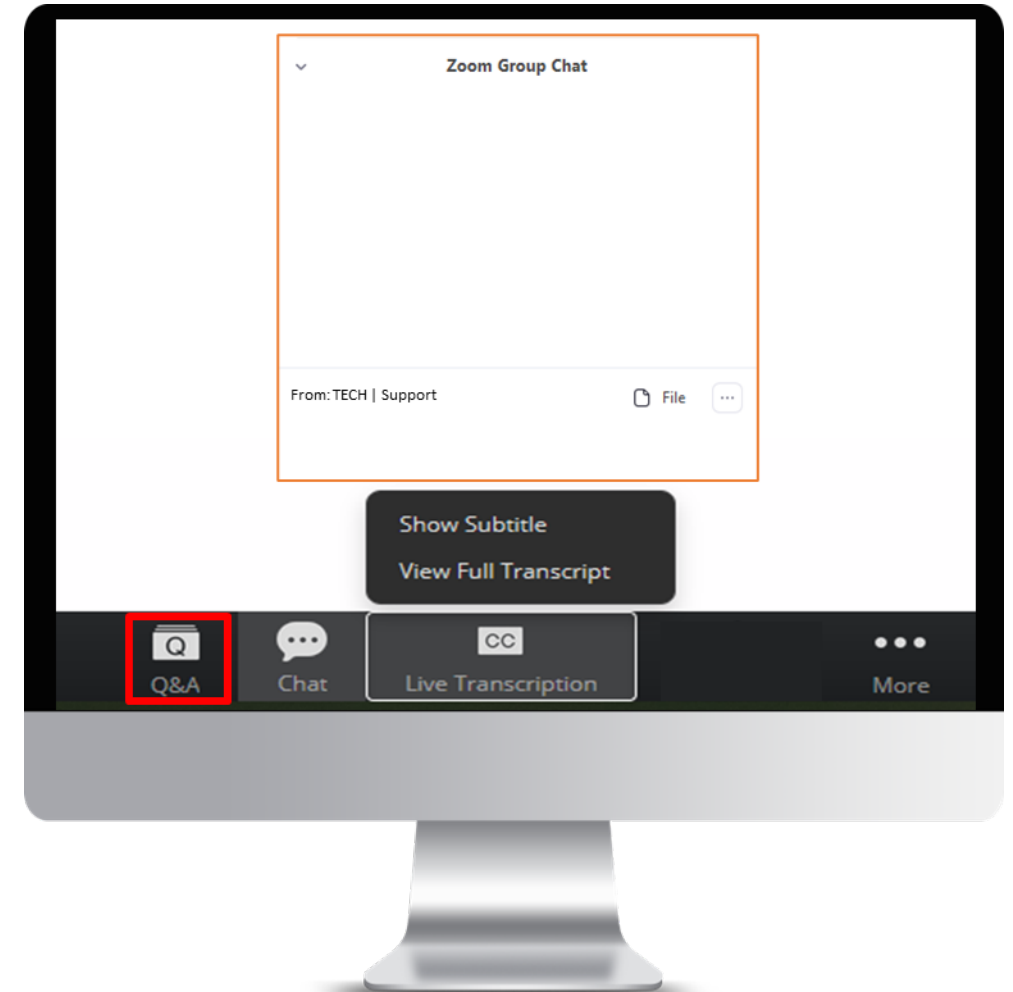 Zoom Group Chat
From: TECH | Support
File
Show Subtitle
View Full Transcript
Q
CC
Q&A
Chat
Live Transcription
More